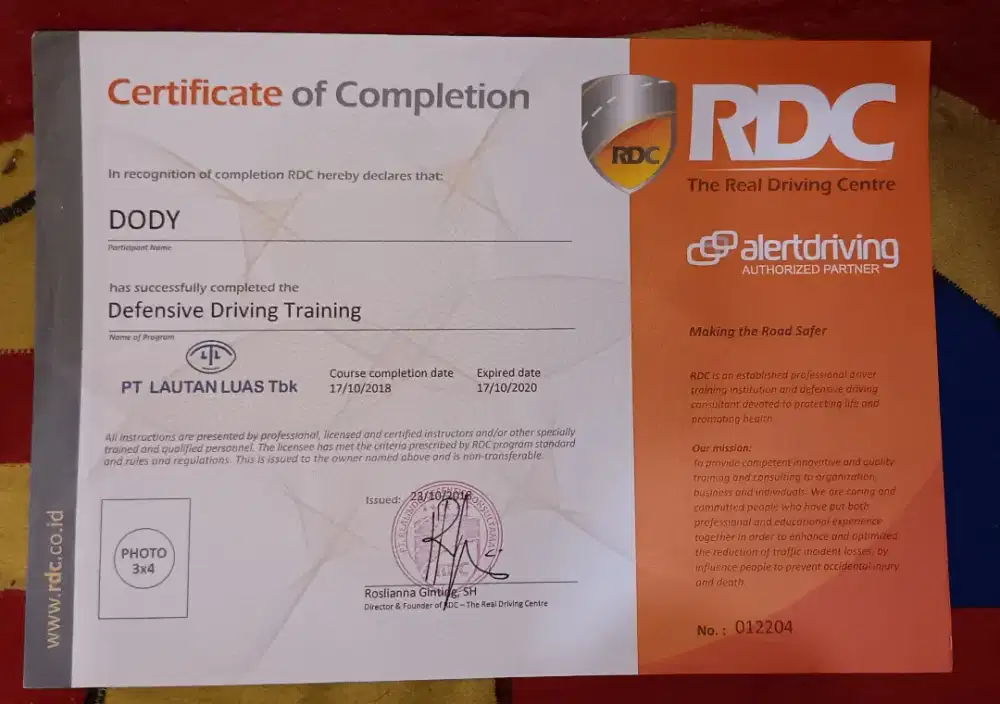 Certificate of Completion
In recognition of completion RDC hereby declares that:
DODY
Participant Name
has successfully completed the
Defensive Driving Training
Name of Program
PT LAUTAN LUAS Tbk
Course completion date
17/10/2018
Expired date
17/10/2020
All instructions are presented by professional, licensed and certified instructors and/or other specially
trained and qualified personnel. The licensee has met the criteria prescribed by RDC program standard
and rules and regulations. This is issued to the owner named above and is non-transferable.
PHOTO
3x4
Issued: 23/10/2018
RDC
Roslianna Ginting, SH
Director & Founder of RDC – The Real Driving Centre
www.rdc.co.id
RDC
RDC
The Real Driving Centre
alertdriving
AUTHORIZED PARTNER
Making the Road Safer
RDC is an established professional driver
training institution and defensive driving
consultant devoted to protecting life and
promoting health
Our mission:
To provide competent innovative and quality
training and consulting to organization,
business and individuals. We are caring and
committed people who have put both
professional and educational experience
together in order to enhance and optimized
the reduction of traffic incident losses, by
influence people to prevent accidental injury
and death.
No. : 012204